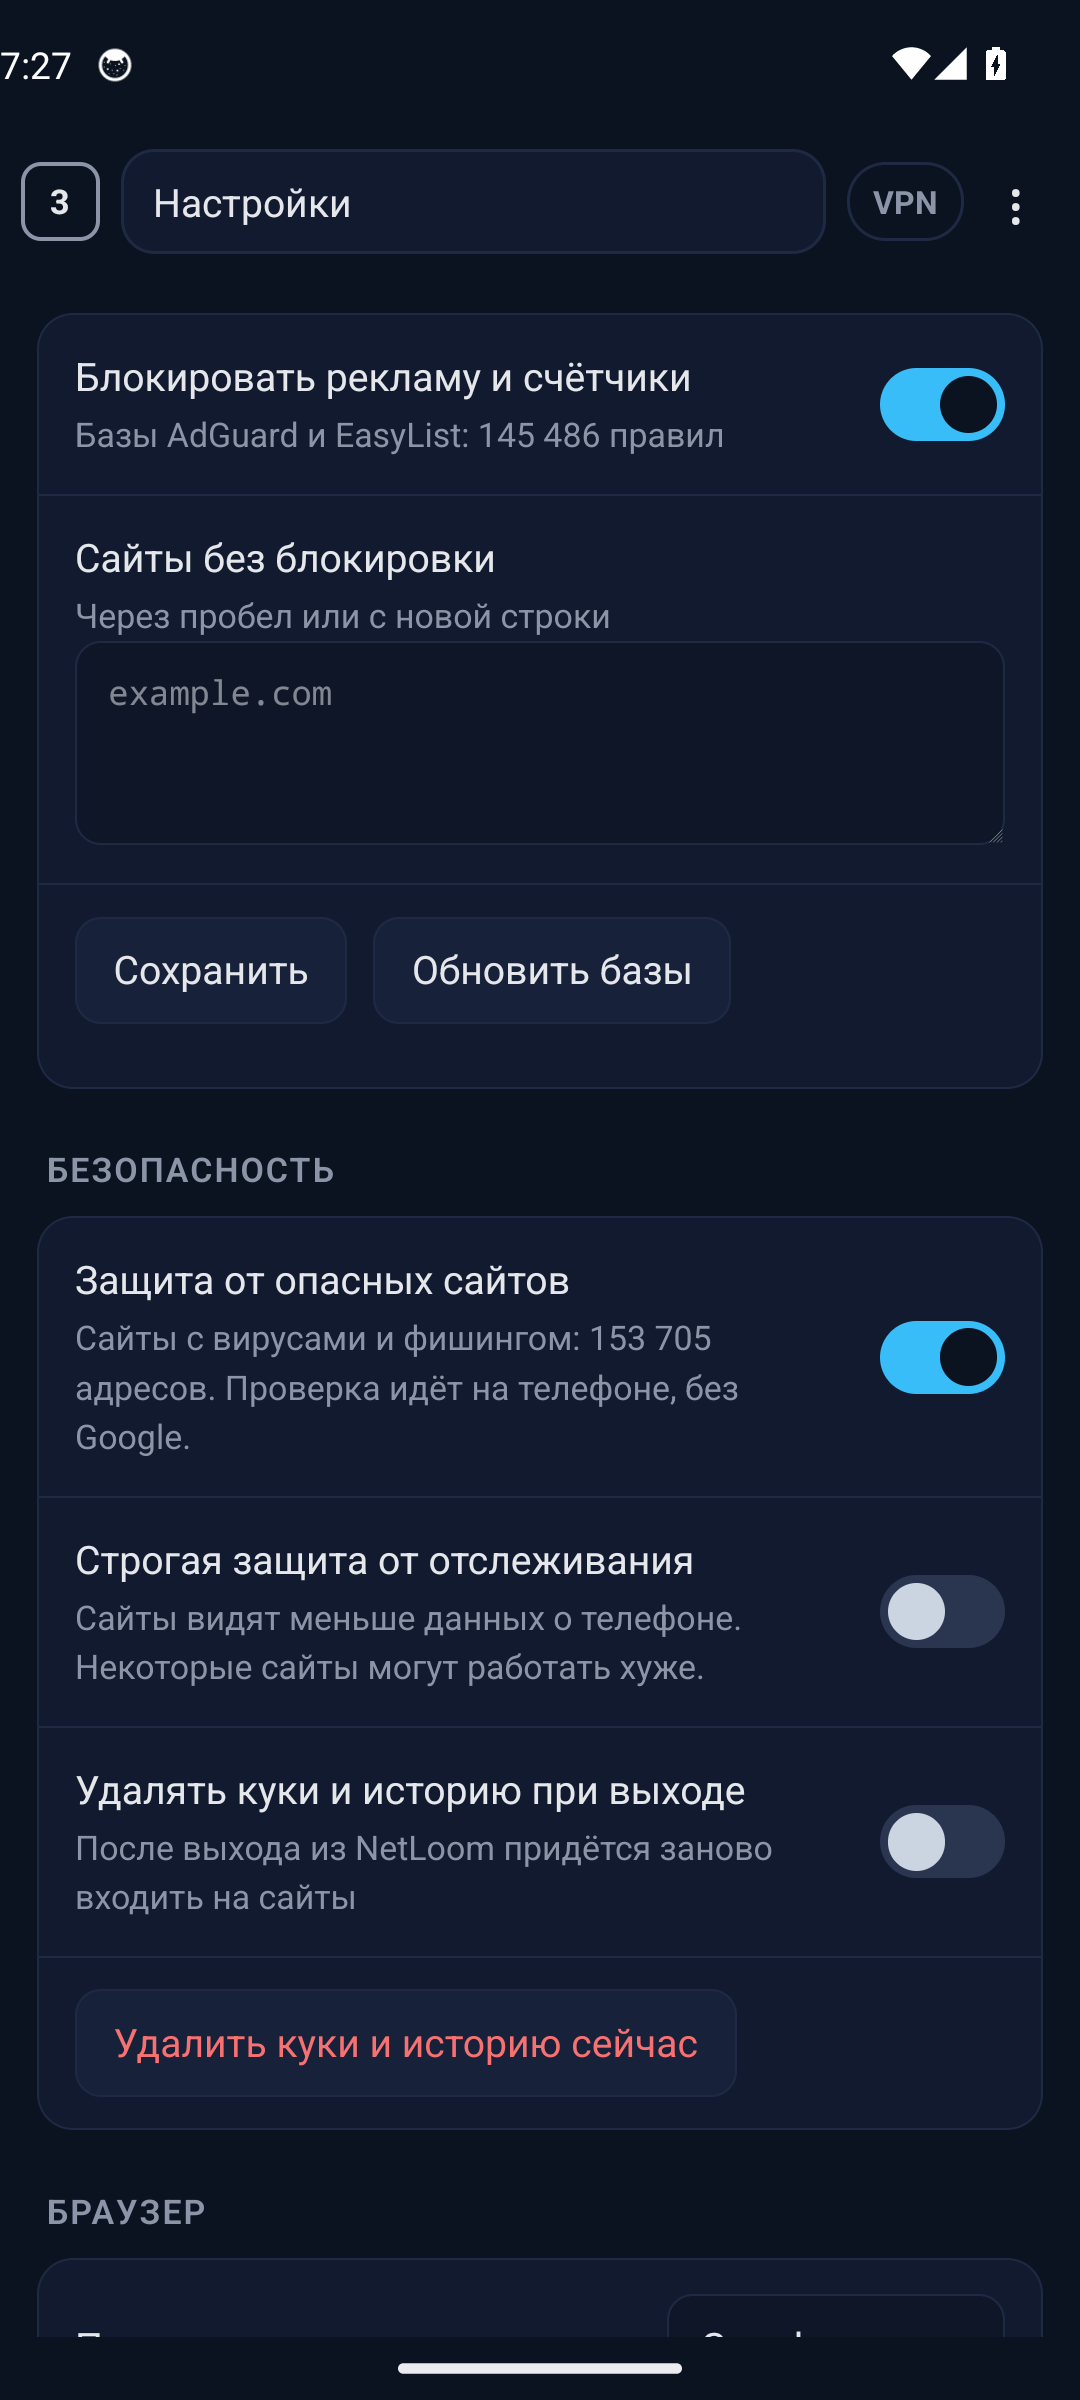 7:27
3
Настройки
VPN
Блокировать рекламу и счётчики
Базы AdGuard и EasyList: 145 486 правил
Сайты без блокировки
Через пробел или с новой строки
example.com
Сохранить
Обновить базы
БЕЗОПАСНОСТЬ
Защита от опасных сайтов
Сайты с вирусами и фишингом: 153 705
адресов. Проверка идёт на телефоне, без
Google.
Строгая защита от отслеживания
Сайты видят меньше данных о телефоне.
Некоторые сайты могут работать хуже.
Удалять куки и историю при выходе
После выхода из NetLoom придётся заново
входить на сайты
Удалить куки и историю сейчас
БРАУЗЕР